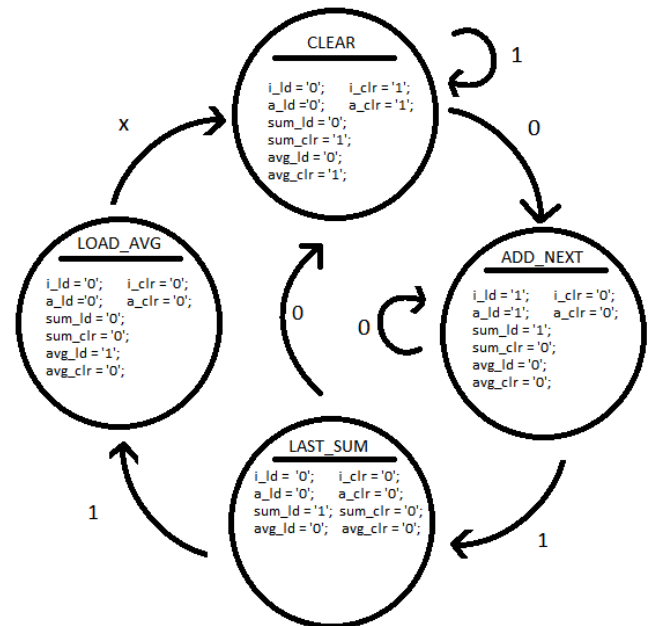 CLEAR
i_ld = '0'; i_clr = '1';
a_ld ='0'; a_clr = '1';
sum_ld = '0';
sum_clr = '1';
avg_ld = '0';
avg_clr = '1';
1
0
x
LOAD_AVG
i_ld = '0'; i_clr = '0';
a_ld ='0'; a_clr = '0';
sum_ld = '0';
sum_clr = '0';
avg_ld = '1';
avg_clr = '0';
ADD_NEXT
i_ld = '1'; i_clr = '0';
a_ld ='1'; a_clr = '0';
sum_ld = '1';
sum_clr = '0';
avg_ld = '0';
avg_clr = '0';
0
0
LAST_SUM
i_ld = '0'; i_clr = '0';
a_ld = '0'; a_clr = '0';
sum_ld = '1'; sum_clr = '0';
avg_ld = '0'; avg_clr = '0';
1
1